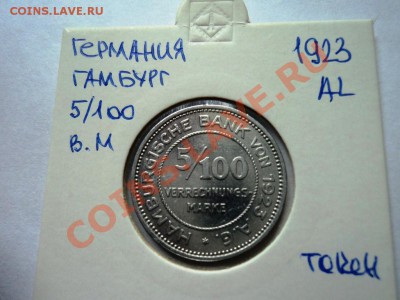 COINS.LAVE.RU
ГЕРМАНИЯ
ГАМБУРГ
5/100
В.М
1923
AL
HAMBURGISCHE BANK VON 1923 A.G.
5/100
VERRECHNUNGS-
MARKE
ТОКЕН
COINS.LAVE.RU